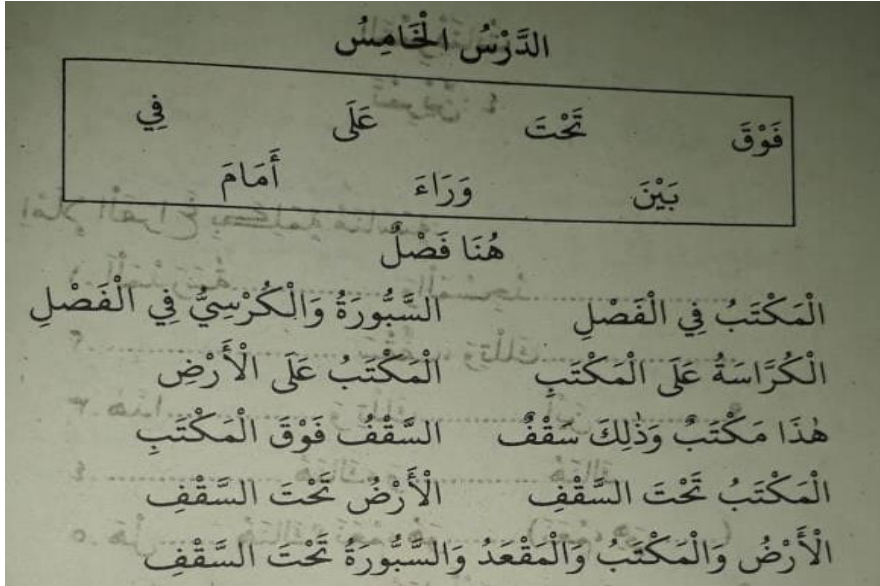 الدَّرْسُ الْخَامِسُ
فَوْقَ تَحْتَ عَلَى فِي
بَيْنَ وَرَاءَ أَمَامَ
هُنَا فَصْلٌ
الْمَكْتَبُ فِي الْفَصْلِ السَّبُّورَةُ وَالْكُرْسِيُّ فِي الْفَصْلِ
الْكُرَّاسَةُ عَلَى الْمَكْتَبِ الْمَكْتَبُ عَلَى الْأَرْضِ
هٰذَا مَكْتَبٌ وَذٰلِكَ سَقْفٌ السَّقْفُ فَوْقَ الْمَكْتَبِ
الْمَكْتَبُ تَحْتَ السَّقْفِ الْأَرْضُ تَحْتَ السَّقْفِ
الْأَرْضُ وَالْمَكْتَبُ وَالْمَقْعَدُ وَالسَّبُّورَةُ تَحْتَ السَّقْفِ